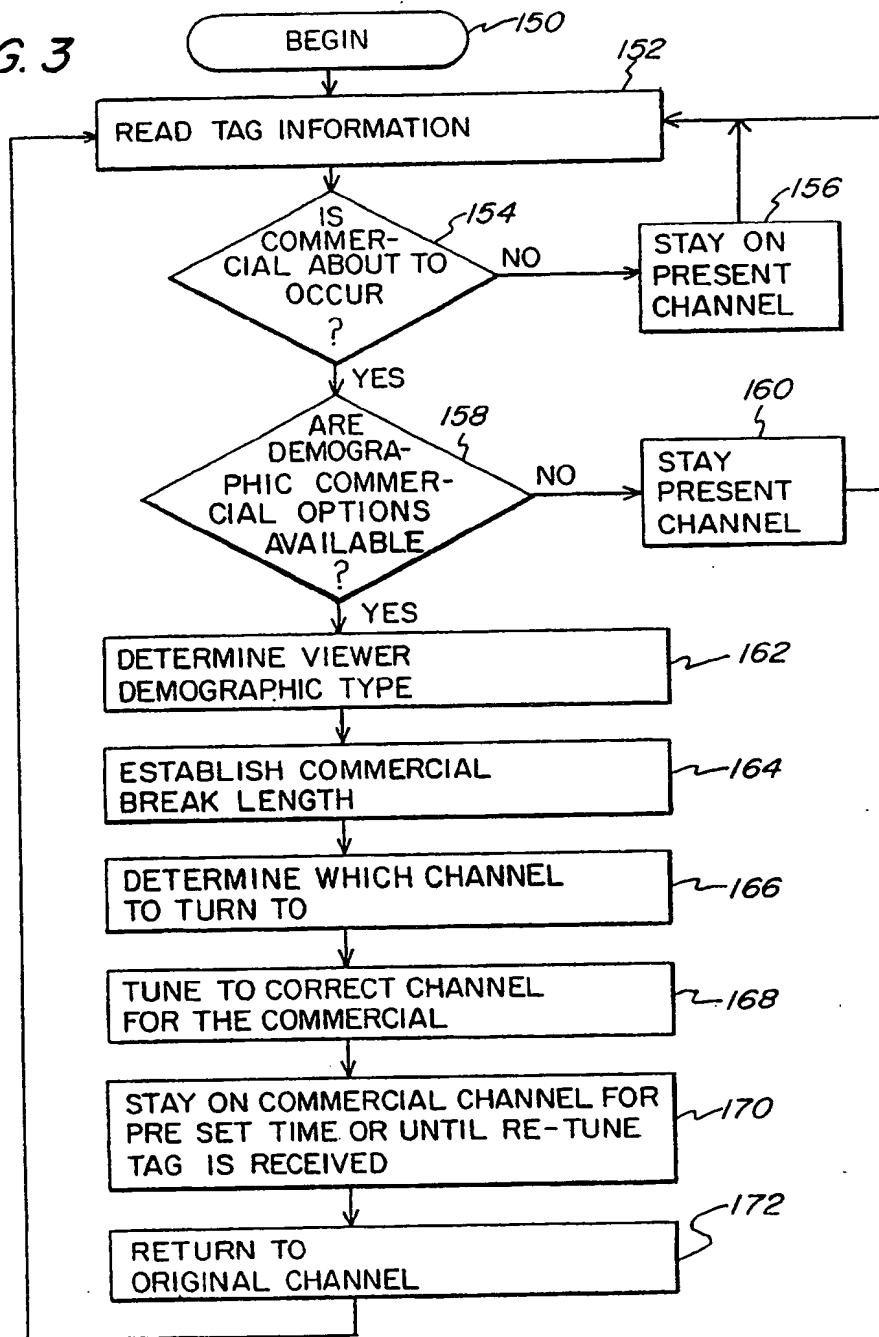 G. 3
BEGIN
150
152
READ TAG INFORMATION
IS
COMMER-
CIAL ABOUT TO
OCCUR
?
154
NO
156
STAY ON
PRESENT
CHANNEL
YES
ARE
DEMOGRA-
PHIC COMMER-
CIAL OPTIONS
AVAILABLE
?
158
NO
160
STAY
PRESENT
CHANNEL
YES
DETERMINE VIEWER
DEMOGRAPHIC TYPE
162
ESTABLISH COMMERCIAL
BREAK LENGTH
164
DETERMINE WHICH CHANNEL
TO TURN TO
166
TUNE TO CORRECT CHANNEL
FOR THE COMMERCIAL
168
STAY ON COMMERCIAL CHANNEL FOR
PRE SET TIME OR UNTIL RE-TUNE
TAG IS RECEIVED
170
RETURN TO
ORIGINAL CHANNEL
172